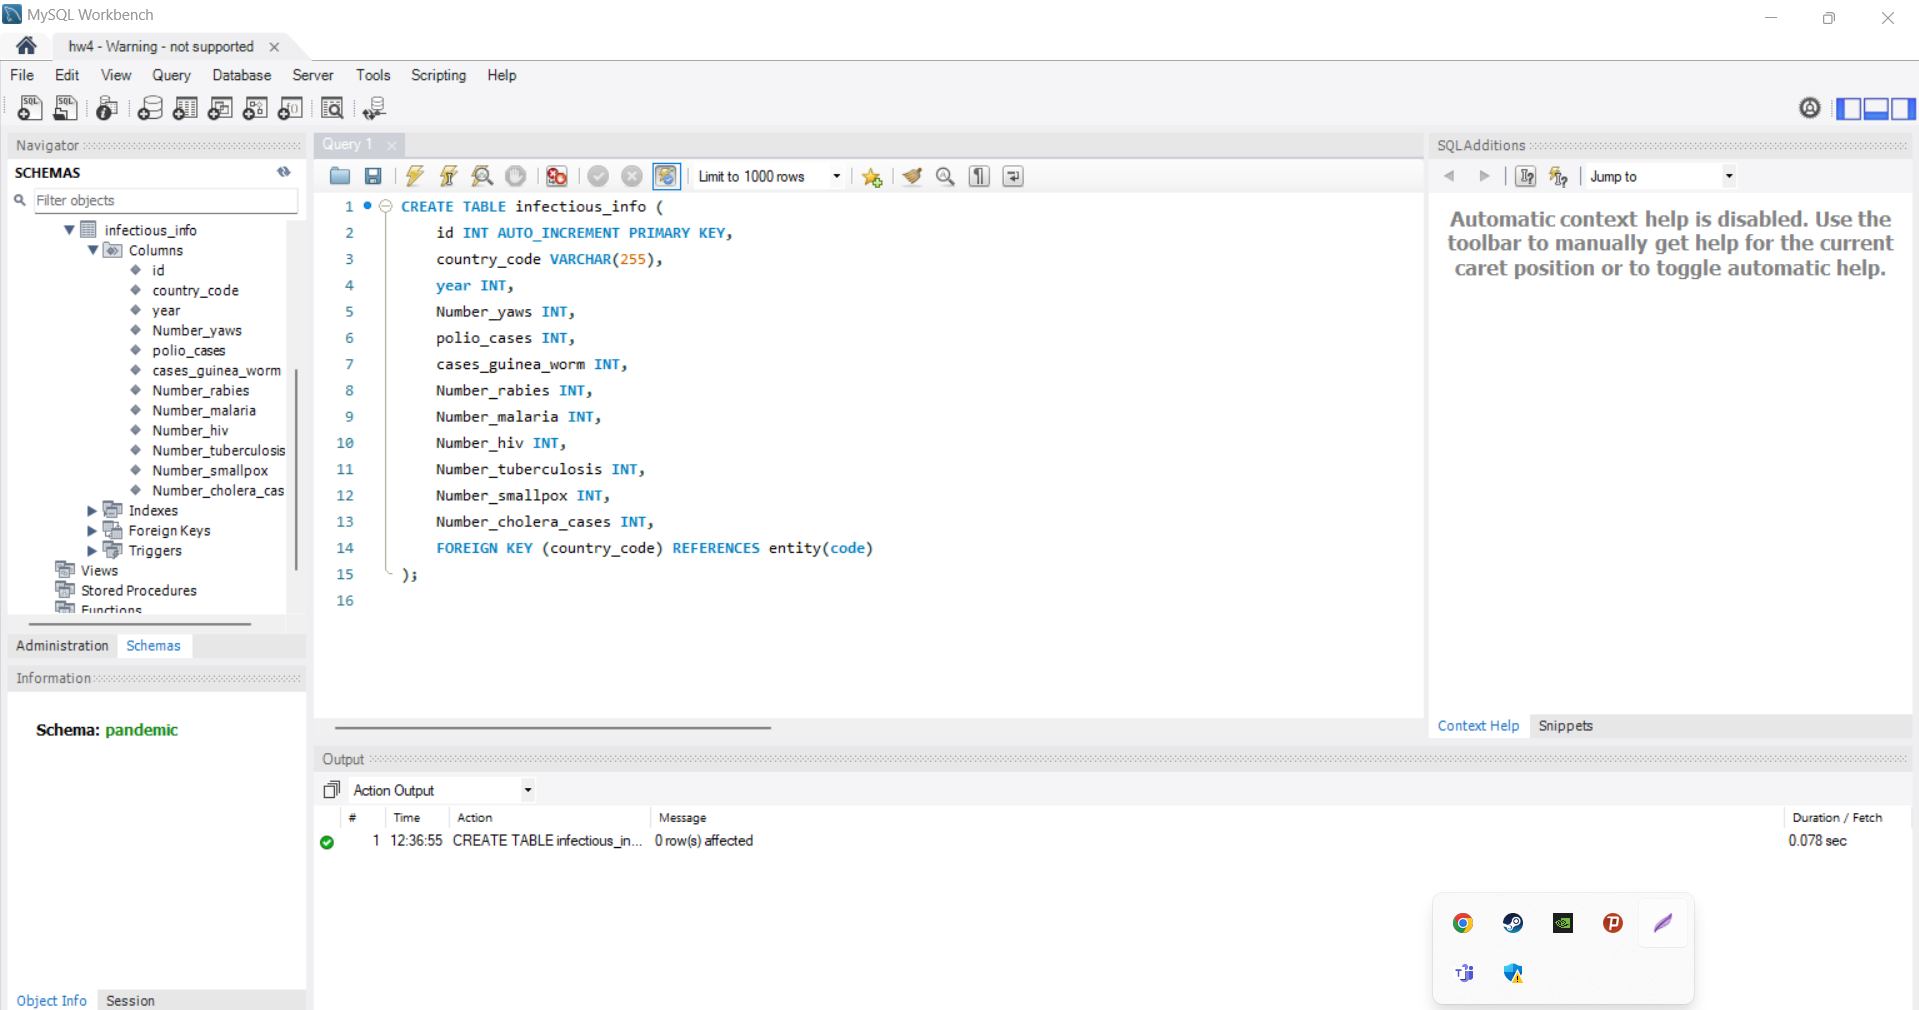 MySQL Workbench
hw4 - Warning - not supported
File Edit View Query Database Server Tools Scripting Help
Navigator
SCHEMAS
Filter objects
infectious_info
Columns
id
country_code
year
Number_yaws
polio_cases
cases_guinea_worm
Number_rabies
Number_malaria
Number_hiv
Number_tuberculosis
Number_smallpox
Number_cholera_cas
Indexes
Foreign Keys
Triggers
Views
Stored Procedures
Functions
Administration Schemas
Information
Schema: pandemic
Object Info Session
Query 1
Limit to 1000 rows
1 CREATE TABLE infectious_info (
2 id INT AUTO_INCREMENT PRIMARY KEY,
3 country_code VARCHAR(255),
4 year INT,
5 Number_yaws INT,
6 polio_cases INT,
7 cases_guinea_worm INT,
8 Number_rabies INT,
9 Number_malaria INT,
10 Number_hiv INT,
11 Number_tuberculosis INT,
12 Number_smallpox INT,
13 Number_cholera_cases INT,
14 FOREIGN KEY (country_code) REFERENCES entity(code)
15 );
16
SQLAdditions
Jump to
Automatic context help is disabled. Use the
toolbar to manually get help for the current
caret position or to toggle automatic help.
Context Help Snippets
Output
Action Output
# Time Action Message Duration / Fetch
1 12:36:55 CREATE TABLE infectious_in... 0 row(s) affected 0.078 sec